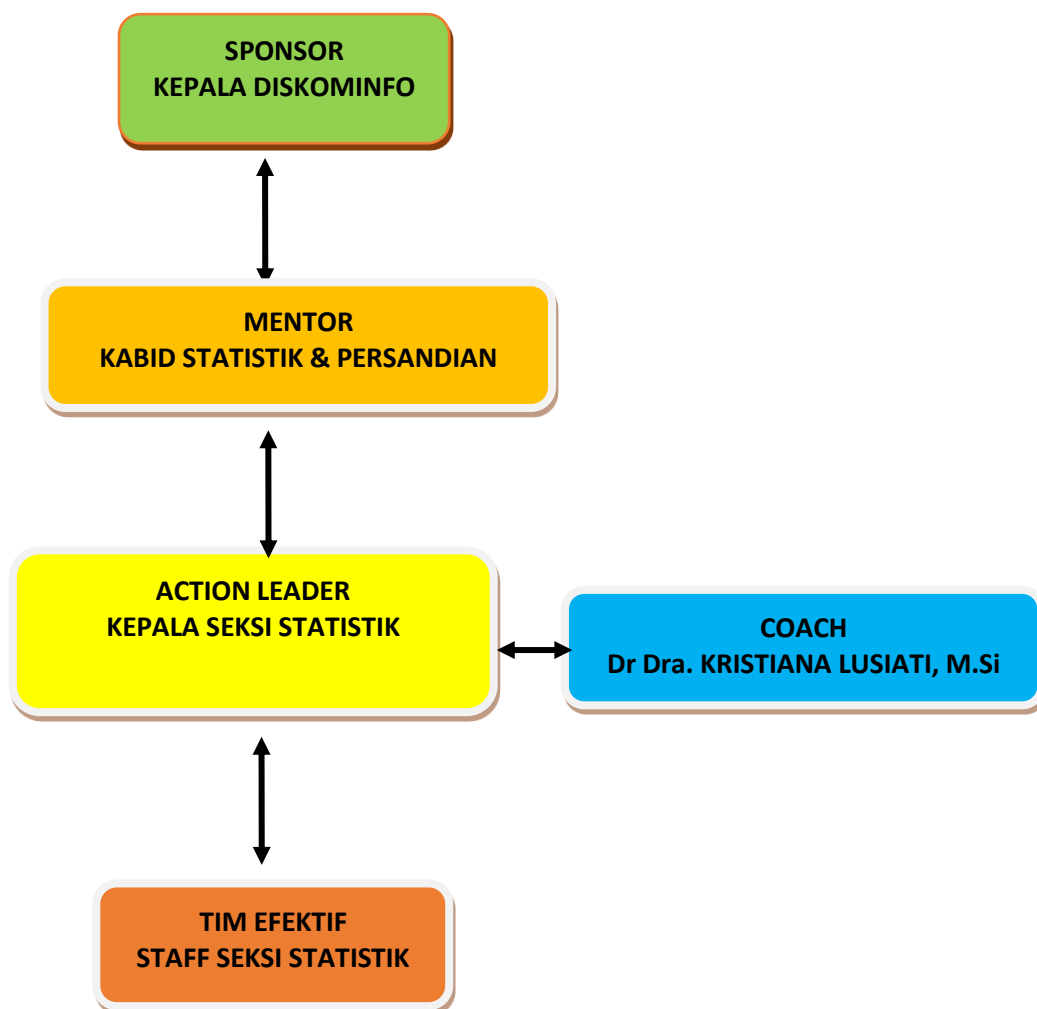 SPONSOR
KEPALA DISKOMINFO
MENTOR
KABID STATISTIK & PERSANDIAN
ACTION LEADER
KEPALA SEKSI STATISTIK
COACH
Dr Dra. KRISTIANA LUSIATI, M.Si
TIM EFEKTIF
STAFF SEKSI STATISTIK